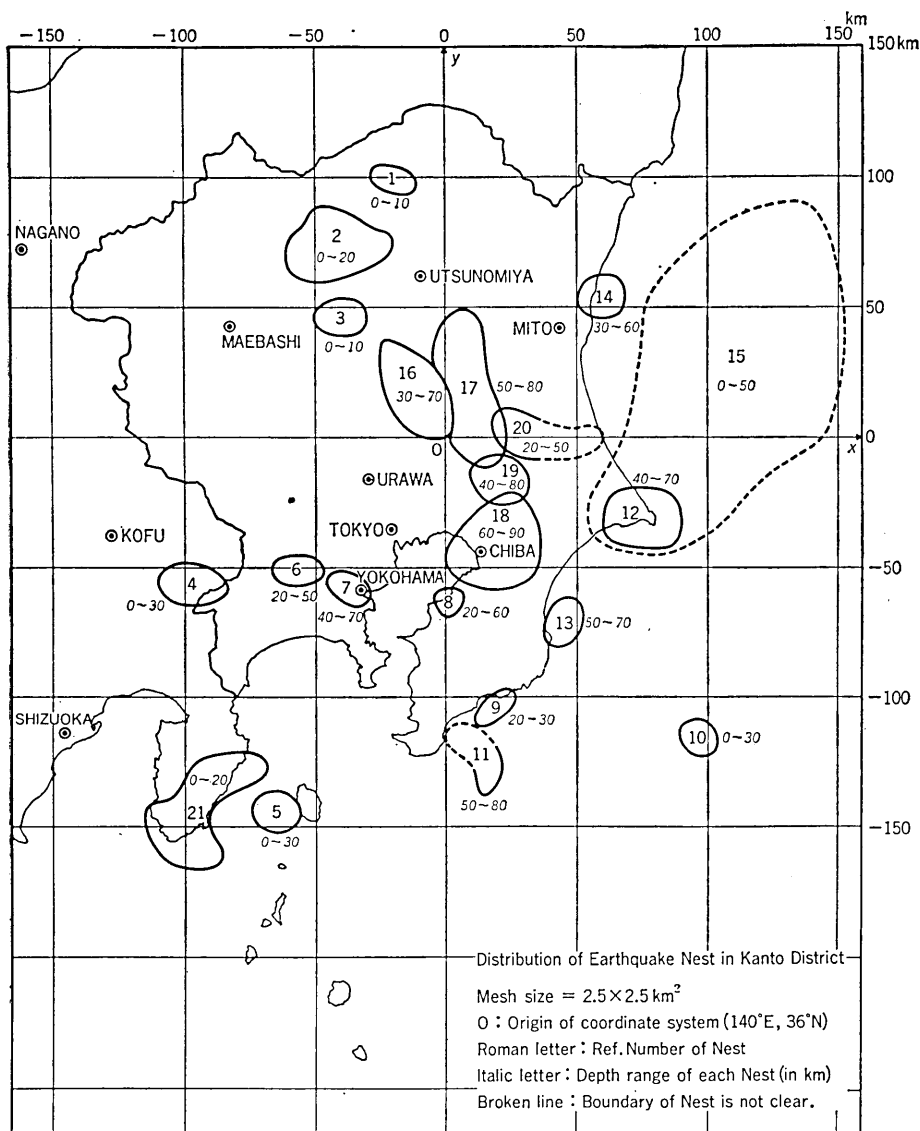 km
−150 −100 −50 0 50 100 150
150 km
y
1
100
0~10
NAGANO
2
0~20
UTSUNOMIYA
14
3
50
MAEBASHI
MITO
30~60
0~10
15
16
0~50
17
50~80
30~70
20
O
0
x
20~50
19
40~70
URAWA
40~80
18
12
TOKYO
60~90
KOFU
CHIBA
6
−50
4
YOKOHAMA
7
20~50
8
20~60
0~30
40~70
13
50~70
−100
9
SHIZUOKA
20~30
10
0~30
11
0~20
50~80
21
5
−150
0~30
Distribution of Earthquake Nest in Kanto District
Mesh size = 2.5×2.5 km²
O : Origin of coordinate system (140°E, 36°N)
Roman letter : Ref. Number of Nest
Italic letter : Depth range of each Nest (in km)
Broken line : Boundary of Nest is not clear.